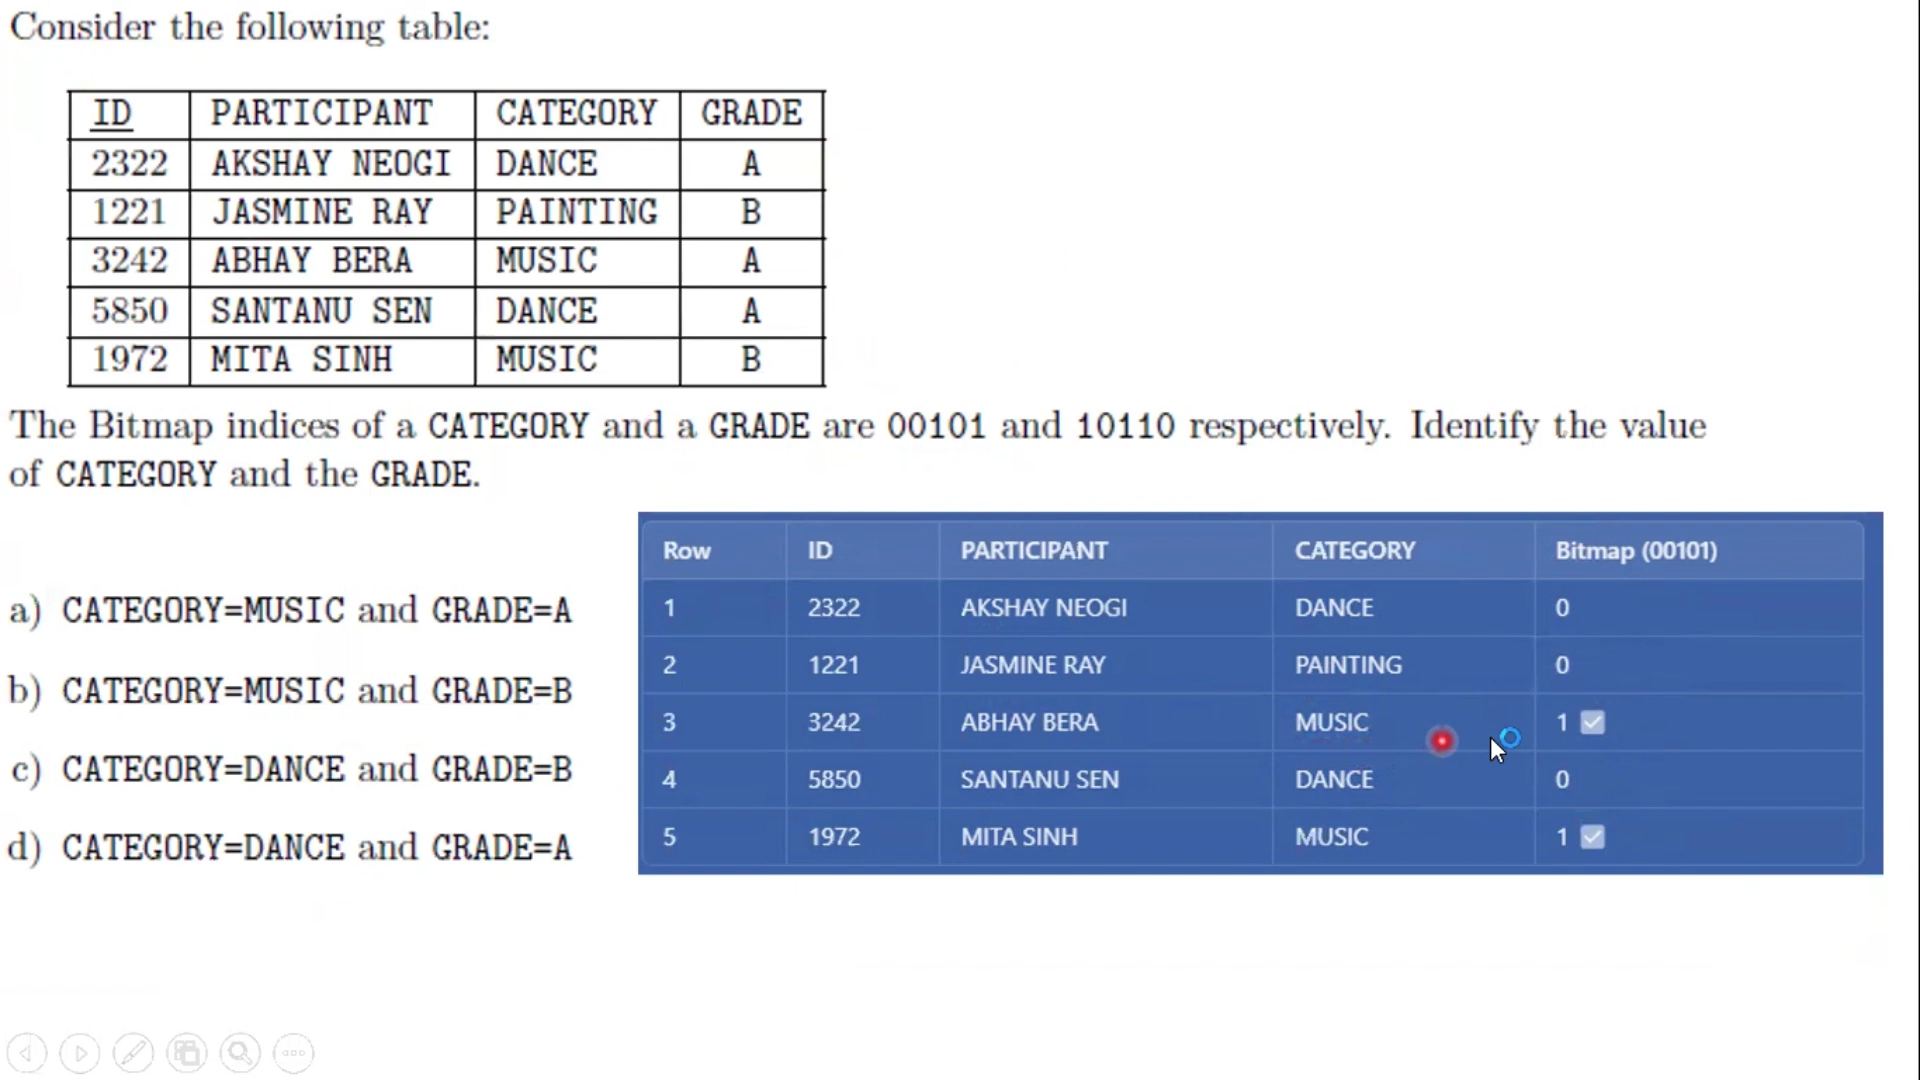 Consider the following table:
ID PARTICIPANT CATEGORY GRADE
2322 AKSHAY NEOGI DANCE A
1221 JASMINE RAY PAINTING B
3242 ABHAY BERA MUSIC A
5850 SANTANU SEN DANCE A
1972 MITA SINH MUSIC B
The Bitmap indices of a CATEGORY and a GRADE are 00101 and 10110 respectively. Identify the value
of CATEGORY and the GRADE.
a) CATEGORY=MUSIC and GRADE=A
b) CATEGORY=MUSIC and GRADE=B
c) CATEGORY=DANCE and GRADE=B
d) CATEGORY=DANCE and GRADE=A
Row ID PARTICIPANT CATEGORY Bitmap (00101)
1 2322 AKSHAY NEOGI DANCE 0
2 1221 JASMINE RAY PAINTING 0
3 3242 ABHAY BERA MUSIC 1
4 5850 SANTANU SEN DANCE 0
5 1972 MITA SINH MUSIC 1